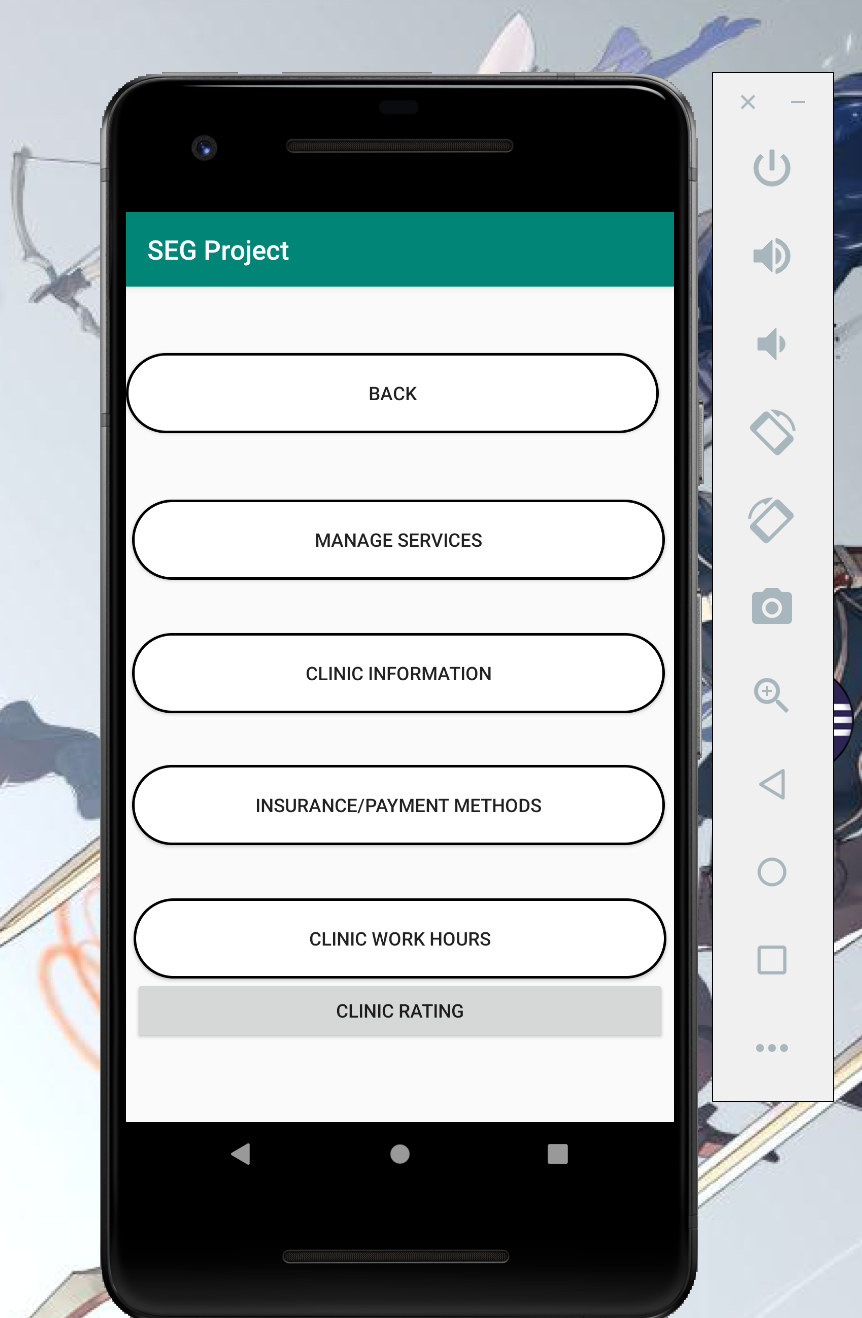 SEG Project
BACK
MANAGE SERVICES
CLINIC INFORMATION
INSURANCE/PAYMENT METHODS
CLINIC WORK HOURS
CLINIC RATING